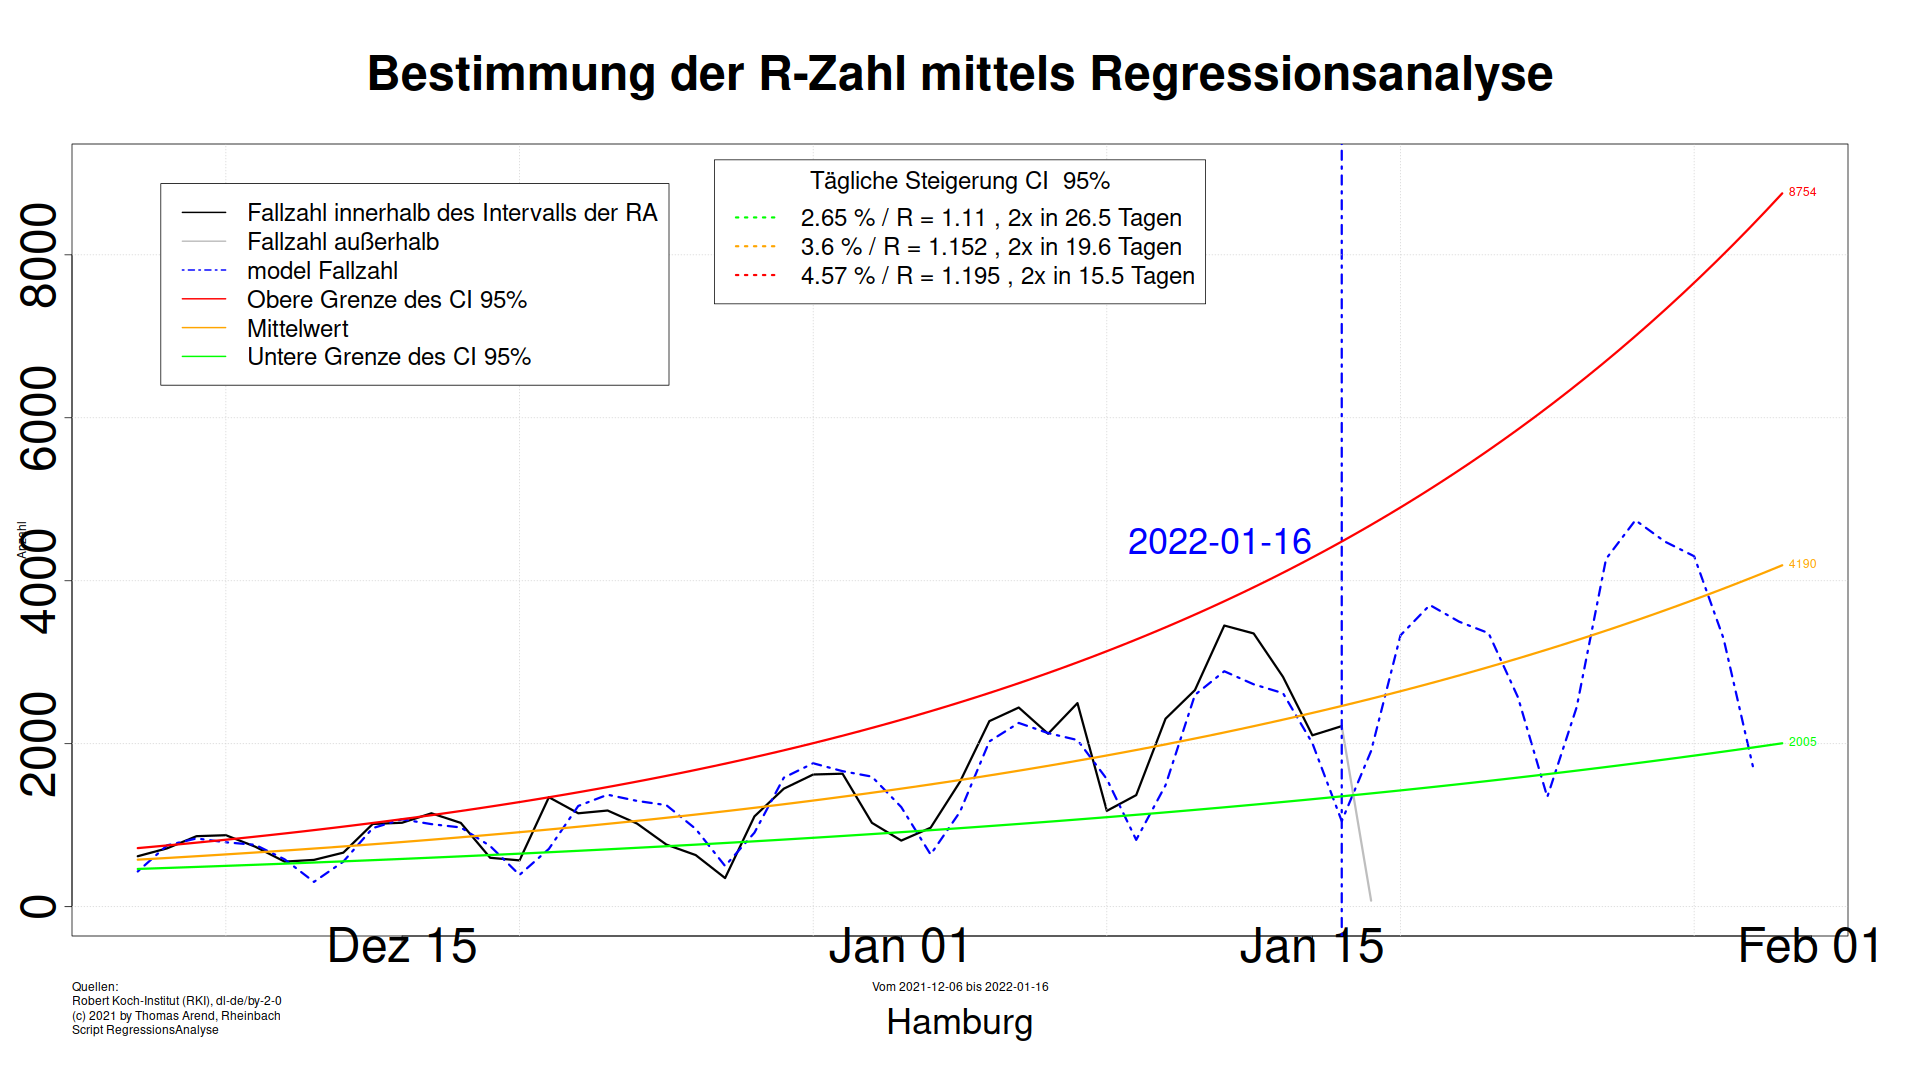 Bestimmung der R-Zahl mittels Regressionsanalyse
Fallzahl innerhalb des Intervalls der RA
Fallzahl außerhalb
model Fallzahl
Obere Grenze des CI 95%
Mittelwert
Untere Grenze des CI 95%
Tägliche Steigerung CI 95%
2.65 % / R = 1.11 , 2x in 26.5 Tagen
3.6 % / R = 1.152 , 2x in 19.6 Tagen
4.57 % / R = 1.195 , 2x in 15.5 Tagen
8754
4190
2005
2022-01-16
8000
6000
4000
2000
0
Anzahl
Dez 15
Jan 01
Jan 15
Feb 01
Quellen:
Robert Koch-Institut (RKI), dl-de/by-2-0
(c) 2021 by Thomas Arend, Rheinbach
Script RegressionsAnalyse
Vom 2021-12-06 bis 2022-01-16
Hamburg